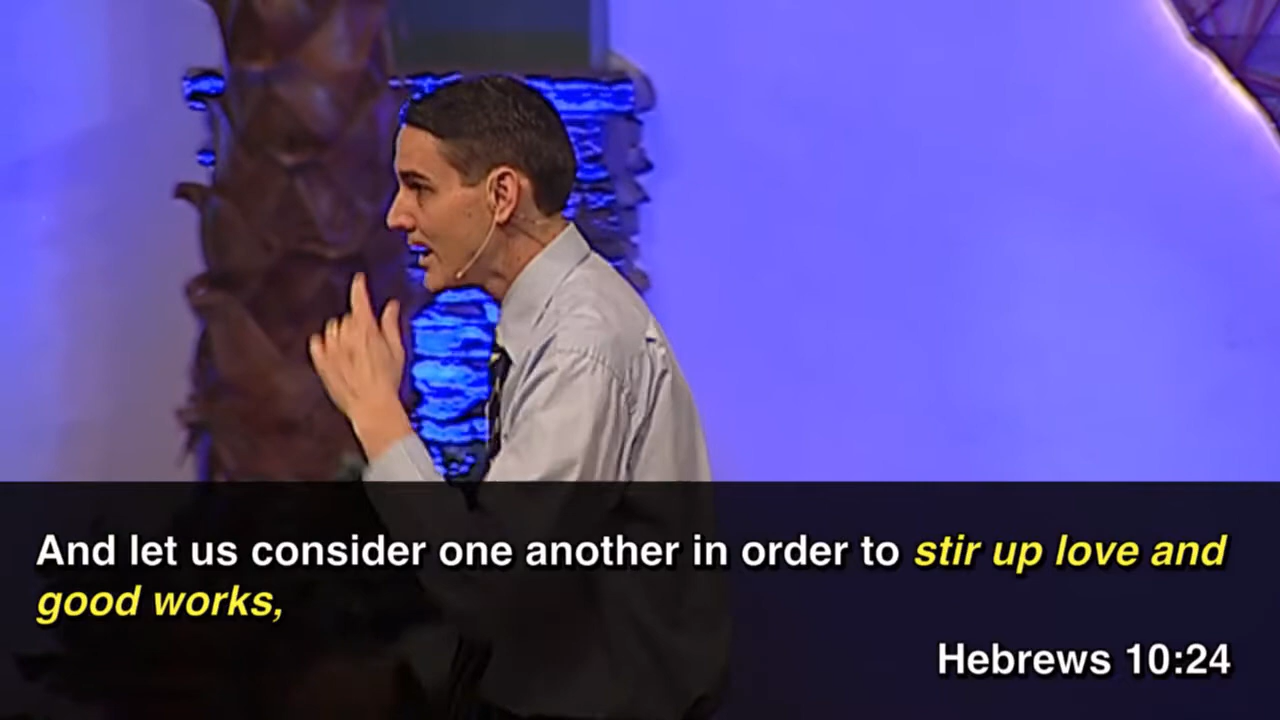 And let us consider one another in order to stir up love and
good works,
Hebrews 10:24